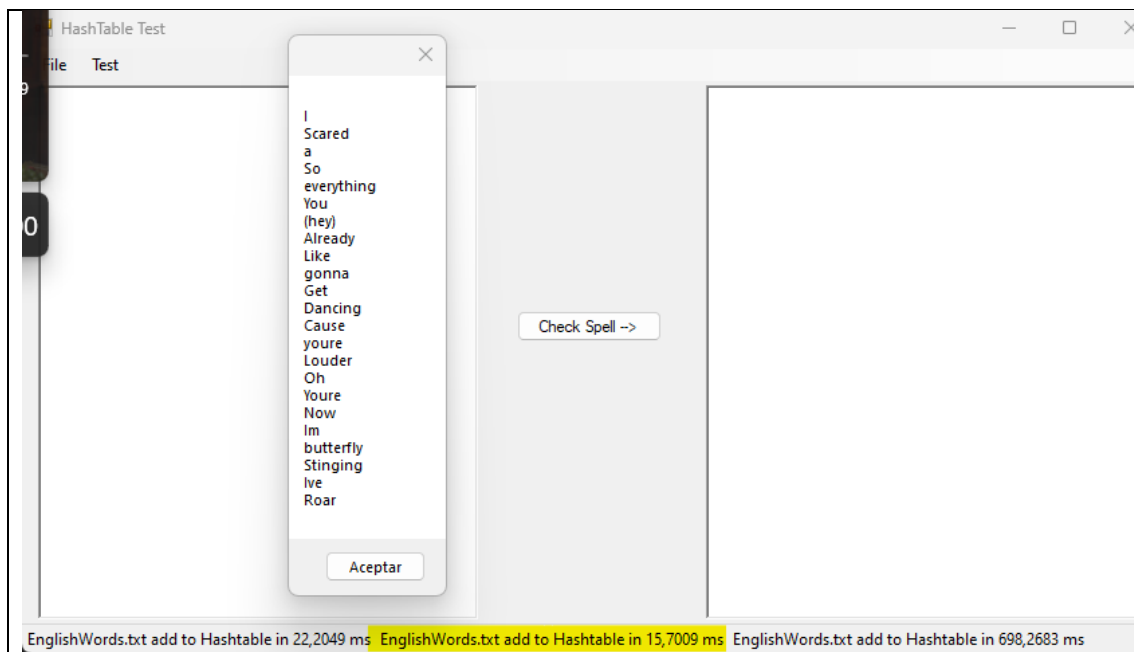 HashTable Test
File Test
9
00
I
Scared
a
So
everything
You
(hey)
Already
Like
gonna
Get
Dancing
Cause
youre
Louder
Oh
Youre
Now
Im
butterfly
Stinging
Ive
Roar
Aceptar
Check Spell -->
EnglishWords.txt add to Hashtable in 22,2049 ms EnglishWords.txt add to Hashtable in 15,7009 ms EnglishWords.txt add to Hashtable in 698,2683 ms